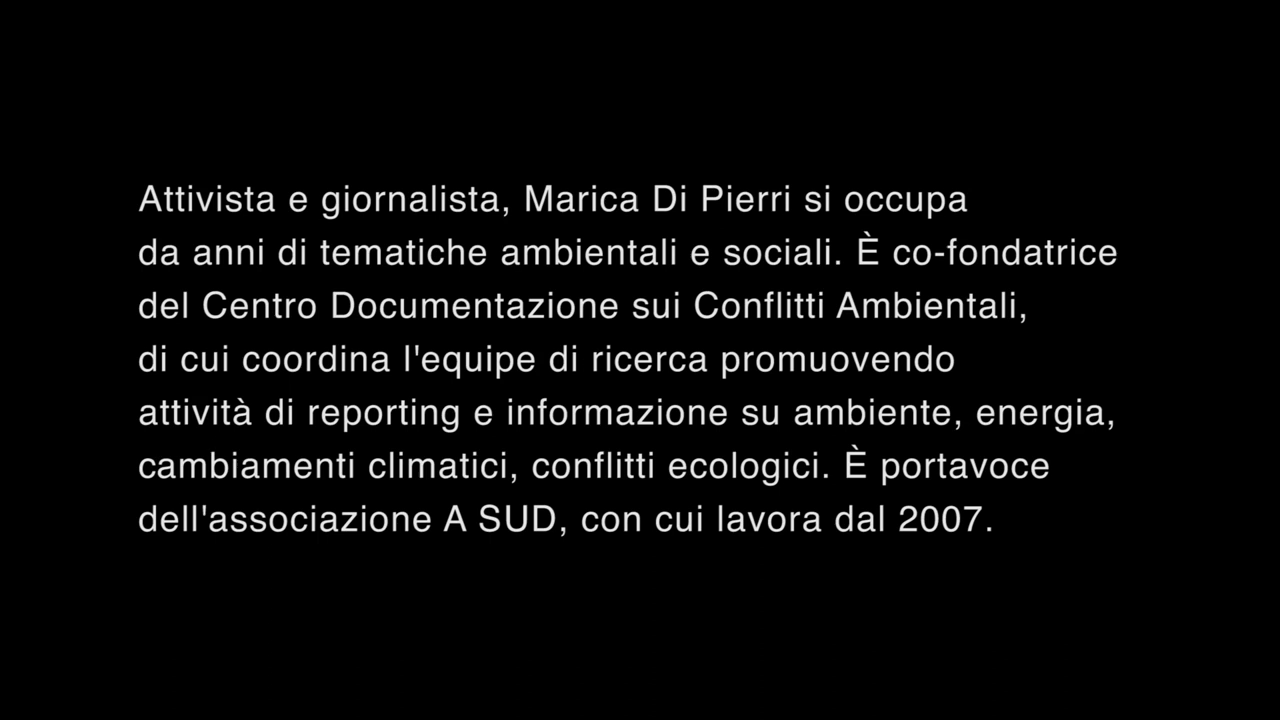 Attivista e giornalista, Marica Di Pierri si occupa
da anni di tematiche ambientali e sociali. È co-fondatrice
del Centro Documentazione sui Conflitti Ambientali,
di cui coordina l'equipe di ricerca promuovendo
attività di reporting e informazione su ambiente, energia,
cambiamenti climatici, conflitti ecologici. È portavoce
dell'associazione A SUD, con cui lavora dal 2007.